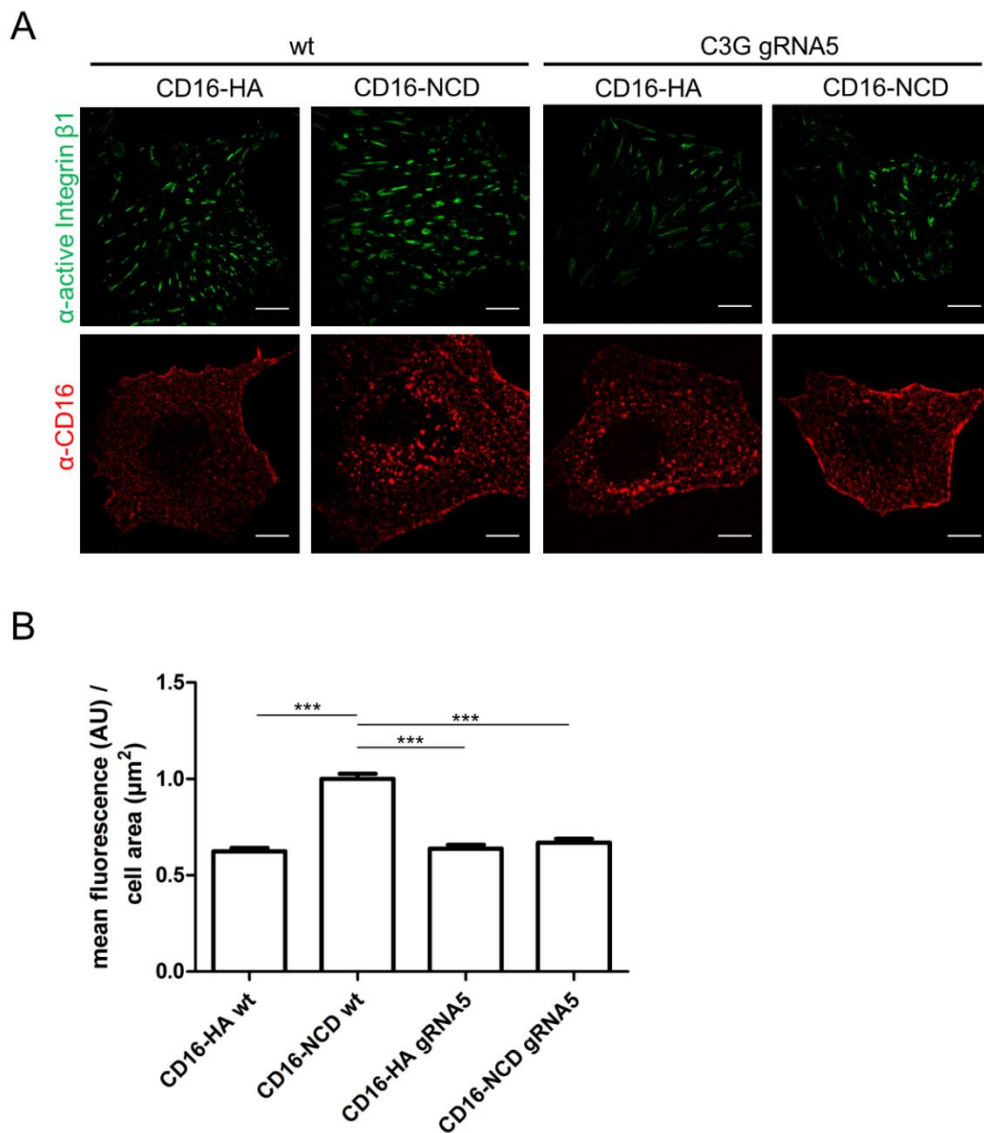 A
wt
C3G gRNA5
CD16-HA
CD16-NCD
CD16-HA
CD16-NCD
α-active Integrin β1
α-CD16
B
mean fluorescence (AU) /
cell area (µm²)
1.5
1.0
0.5
0.0
***
***
***
CD16-HA wt
CD16-NCD wt
CD16-HA gRNA5
CD16-NCD gRNA5